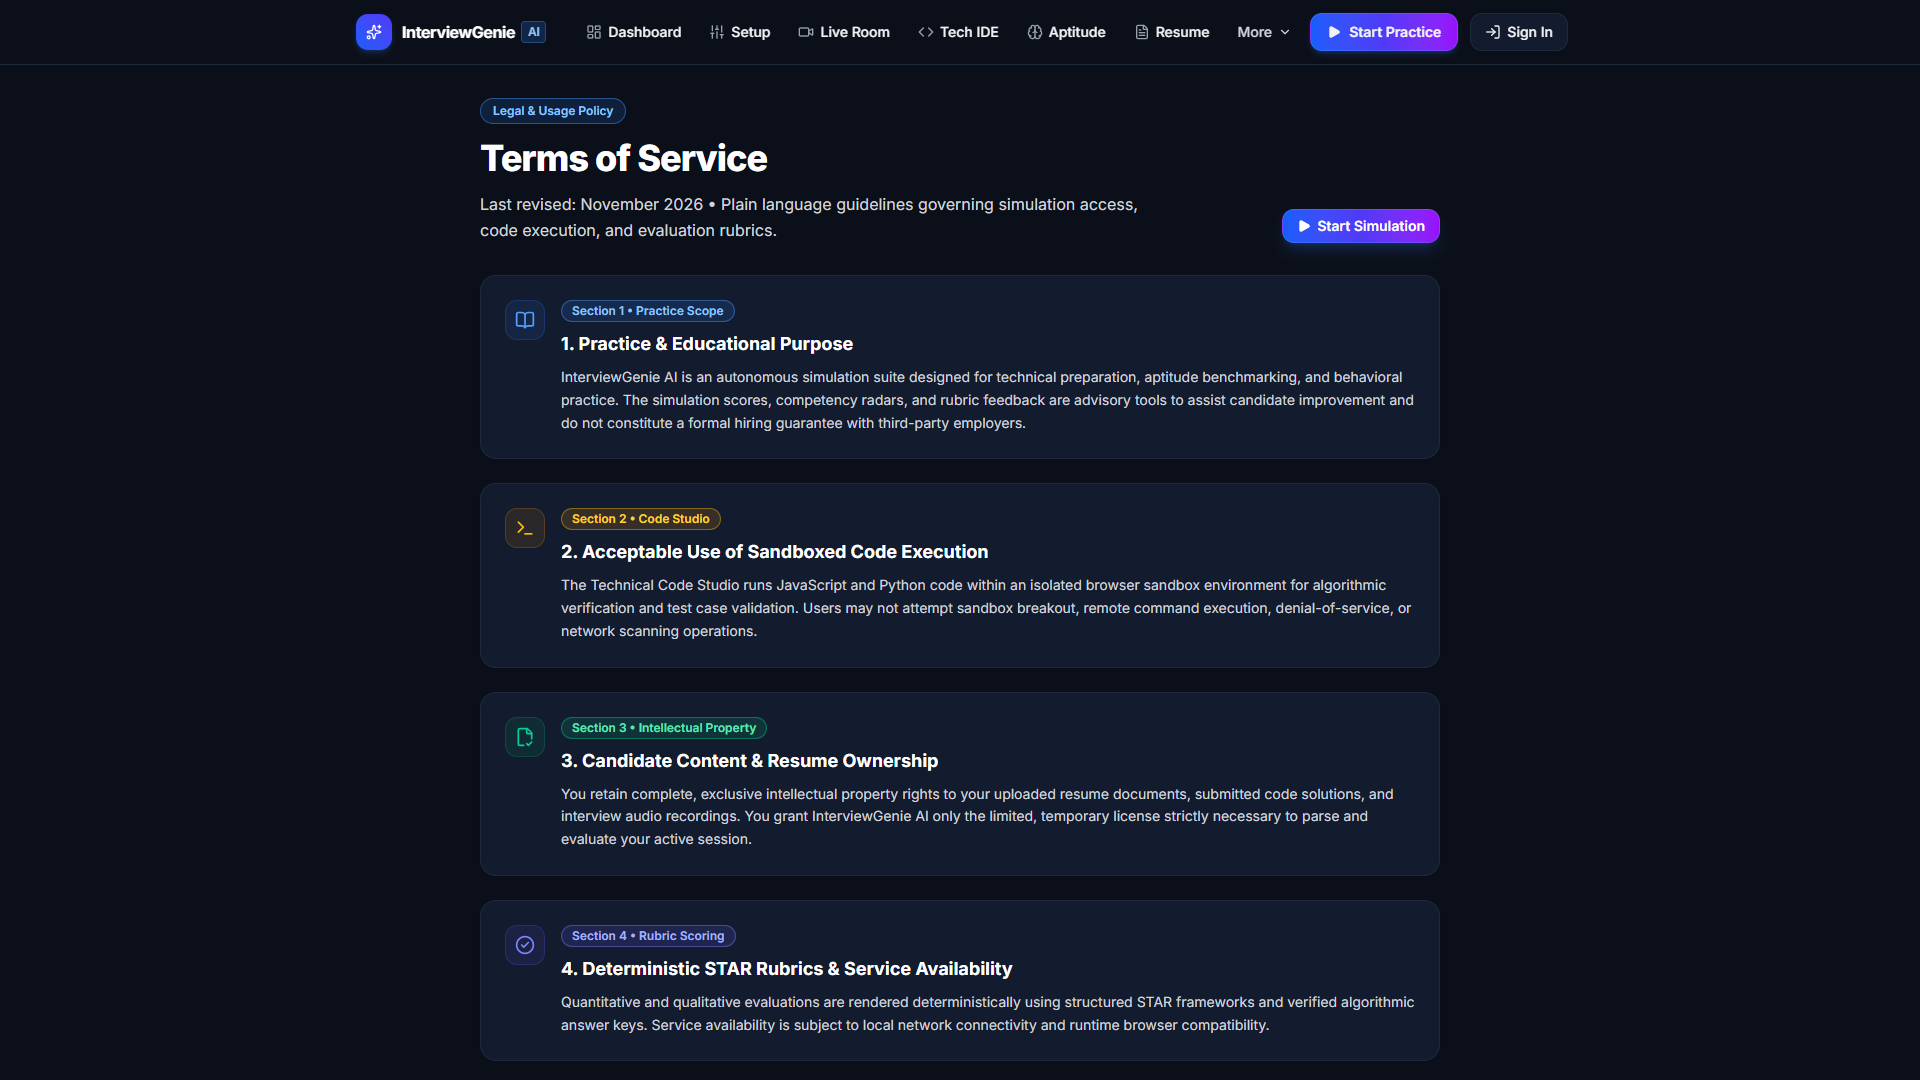 InterviewGenie AI Dashboard Setup Live Room Tech IDE Aptitude Resume More Start Practice Sign In
Legal & Usage Policy
Terms of Service
Last revised: November 2026 • Plain language guidelines governing simulation access,
code execution, and evaluation rubrics.
Start Simulation
Section 1 • Practice Scope
1. Practice & Educational Purpose
InterviewGenie AI is an autonomous simulation suite designed for technical preparation, aptitude benchmarking, and behavioral
practice. The simulation scores, competency radars, and rubric feedback are advisory tools to assist candidate improvement and
do not constitute a formal hiring guarantee with third-party employers.
Section 2 • Code Studio
2. Acceptable Use of Sandboxed Code Execution
The Technical Code Studio runs JavaScript and Python code within an isolated browser sandbox environment for algorithmic
verification and test case validation. Users may not attempt sandbox breakout, remote command execution, denial-of-service, or
network scanning operations.
Section 3 • Intellectual Property
3. Candidate Content & Resume Ownership
You retain complete, exclusive intellectual property rights to your uploaded resume documents, submitted code solutions, and
interview audio recordings. You grant InterviewGenie AI only the limited, temporary license strictly necessary to parse and
evaluate your active session.
Section 4 • Rubric Scoring
4. Deterministic STAR Rubrics & Service Availability
Quantitative and qualitative evaluations are rendered deterministically using structured STAR frameworks and verified algorithmic
answer keys. Service availability is subject to local network connectivity and runtime browser compatibility.